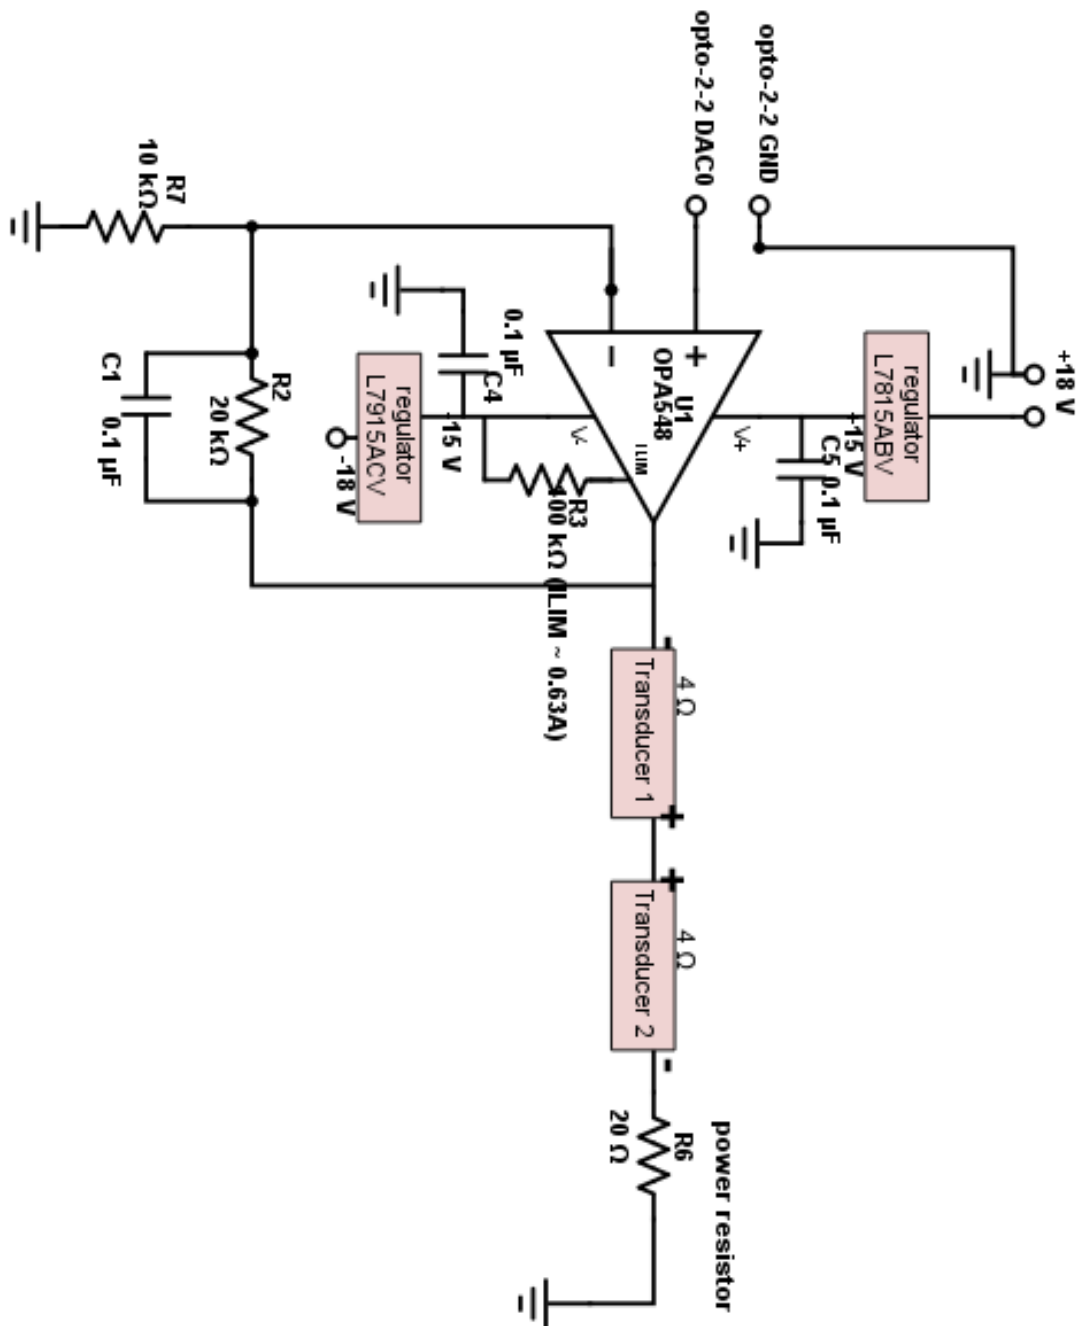 +18 V
regulator
L7815ABV
+15 V
C5 0.1 µF
opto-2-2 GND
V+
power resistor
opto-2-2 DAC0
+
-
U1
OPA548
ILIM
V-
-
4 Ω
Transducer 1
+
+
4 Ω
Transducer 2
-
R6
20 Ω
R3
100 kΩ (ILIM ~ 0.63A)
0.1 µF
C4
-15 V
regulator
L7915ACV
-18 V
R2
20 kΩ
R7
10 kΩ
C1
0.1 µF